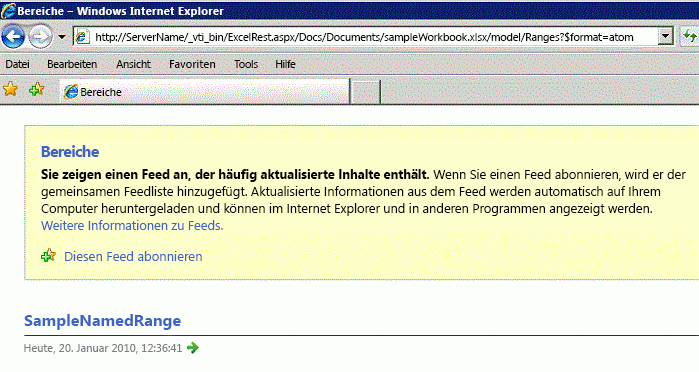 Bereiche – Windows Internet Explorer
http://ServerName/_vti_bin/ExcelRest.aspx/Docs/Documents/sampleWorkbook.xlsx/model/Ranges?$format=atom
Datei Bearbeiten Ansicht Favoriten Tools Hilfe
Bereiche
Bereiche
Sie zeigen einen Feed an, der häufig aktualisierte Inhalte enthält. Wenn Sie einen Feed abonnieren, wird er der
gemeinsamen Feedliste hinzugefügt. Aktualisierte Informationen aus dem Feed werden automatisch auf Ihrem
Computer heruntergeladen und können im Internet Explorer und in anderen Programmen angezeigt werden.
Weitere Informationen zu Feeds.
Diesen Feed abonnieren
SampleNamedRange
Heute, 20. Januar 2010, 12:36:41